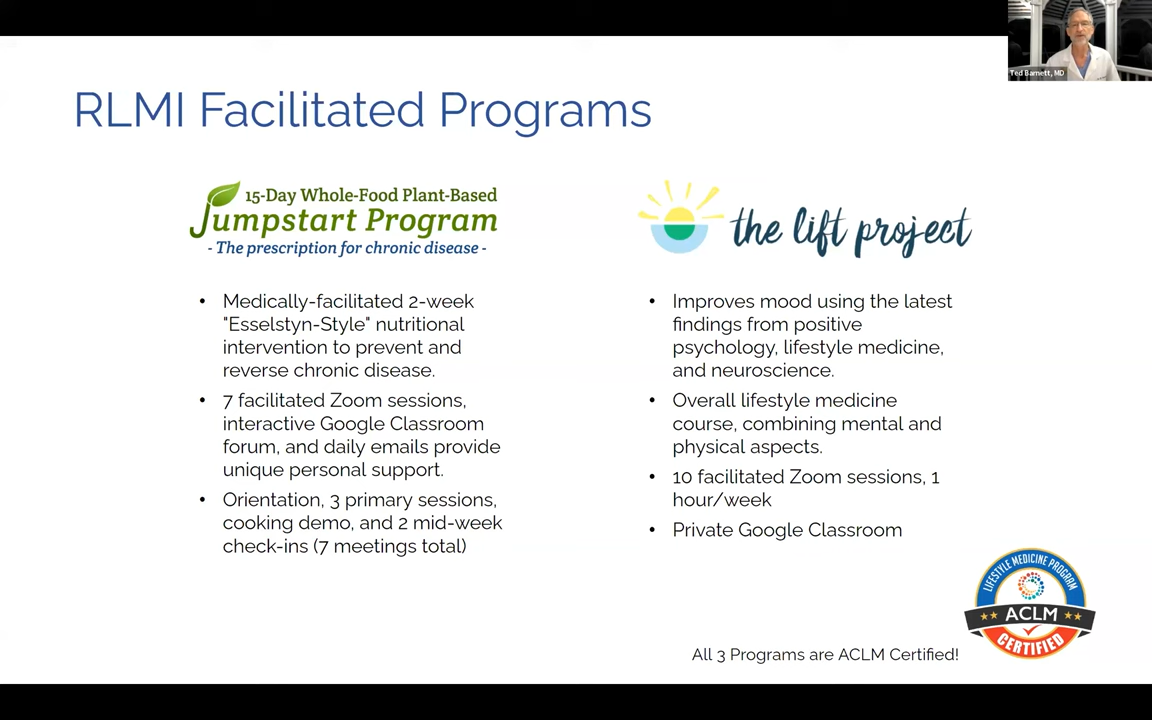 Ted Barnett, MD
RLMI Facilitated Programs
15-Day Whole-Food Plant-Based
Jumpstart Program
- The prescription for chronic disease -
• Medically-facilitated 2-week
"Esselstyn-Style" nutritional
intervention to prevent and
reverse chronic disease.
• 7 facilitated Zoom sessions,
interactive Google Classroom
forum, and daily emails provide
unique personal support.
• Orientation, 3 primary sessions,
cooking demo, and 2 mid-week
check-ins (7 meetings total)
the lift project
• Improves mood using the latest
findings from positive
psychology, lifestyle medicine,
and neuroscience.
• Overall lifestyle medicine
course, combining mental and
physical aspects.
• 10 facilitated Zoom sessions, 1
hour/week
• Private Google Classroom
LIFESTYLE MEDICINE PROGRAM
ACLM
CERTIFIED
All 3 Programs are ACLM Certified!